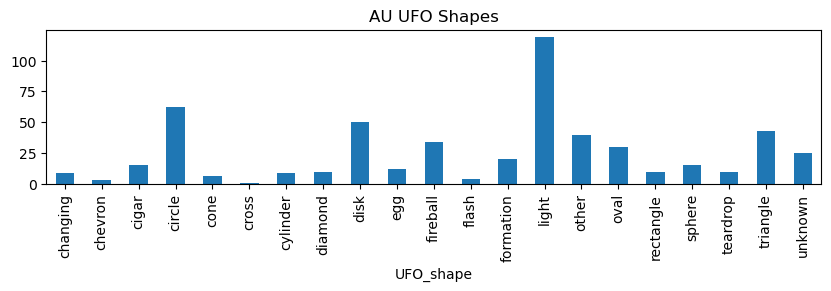 AU UFO Shapes
100
75
50
25
0
changing
chevron
cigar
circle
cone
cross
cylinder
diamond
disk
egg
fireball
flash
formation
light
other
oval
rectangle
sphere
teardrop
triangle
unknown
UFO_shape